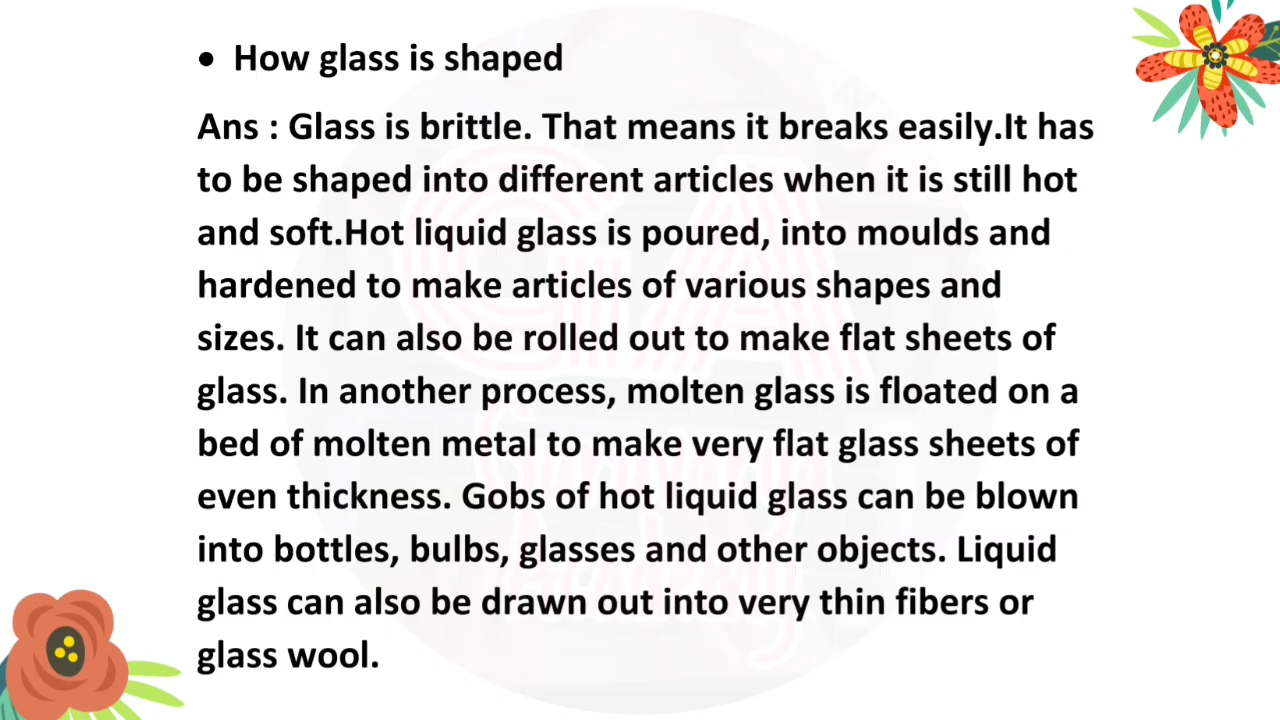 • How glass is shaped
Ans : Glass is brittle. That means it breaks easily.It has
to be shaped into different articles when it is still hot
and soft.Hot liquid glass is poured, into moulds and
hardened to make articles of various shapes and
sizes. It can also be rolled out to make flat sheets of
glass. In another process, molten glass is floated on a
bed of molten metal to make very flat glass sheets of
even thickness. Gobs of hot liquid glass can be blown
into bottles, bulbs, glasses and other objects. Liquid
glass can also be drawn out into very thin fibers or
glass wool.